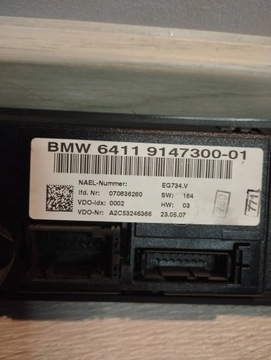 BMW 6411 9147300-01
NAEL-Nummer: EG734.V
lfd. Nr: 070836260 SW: 164
VDO-Idx: 0002 HW: 03
VDO-Nr: A2C53246366 23.05.07